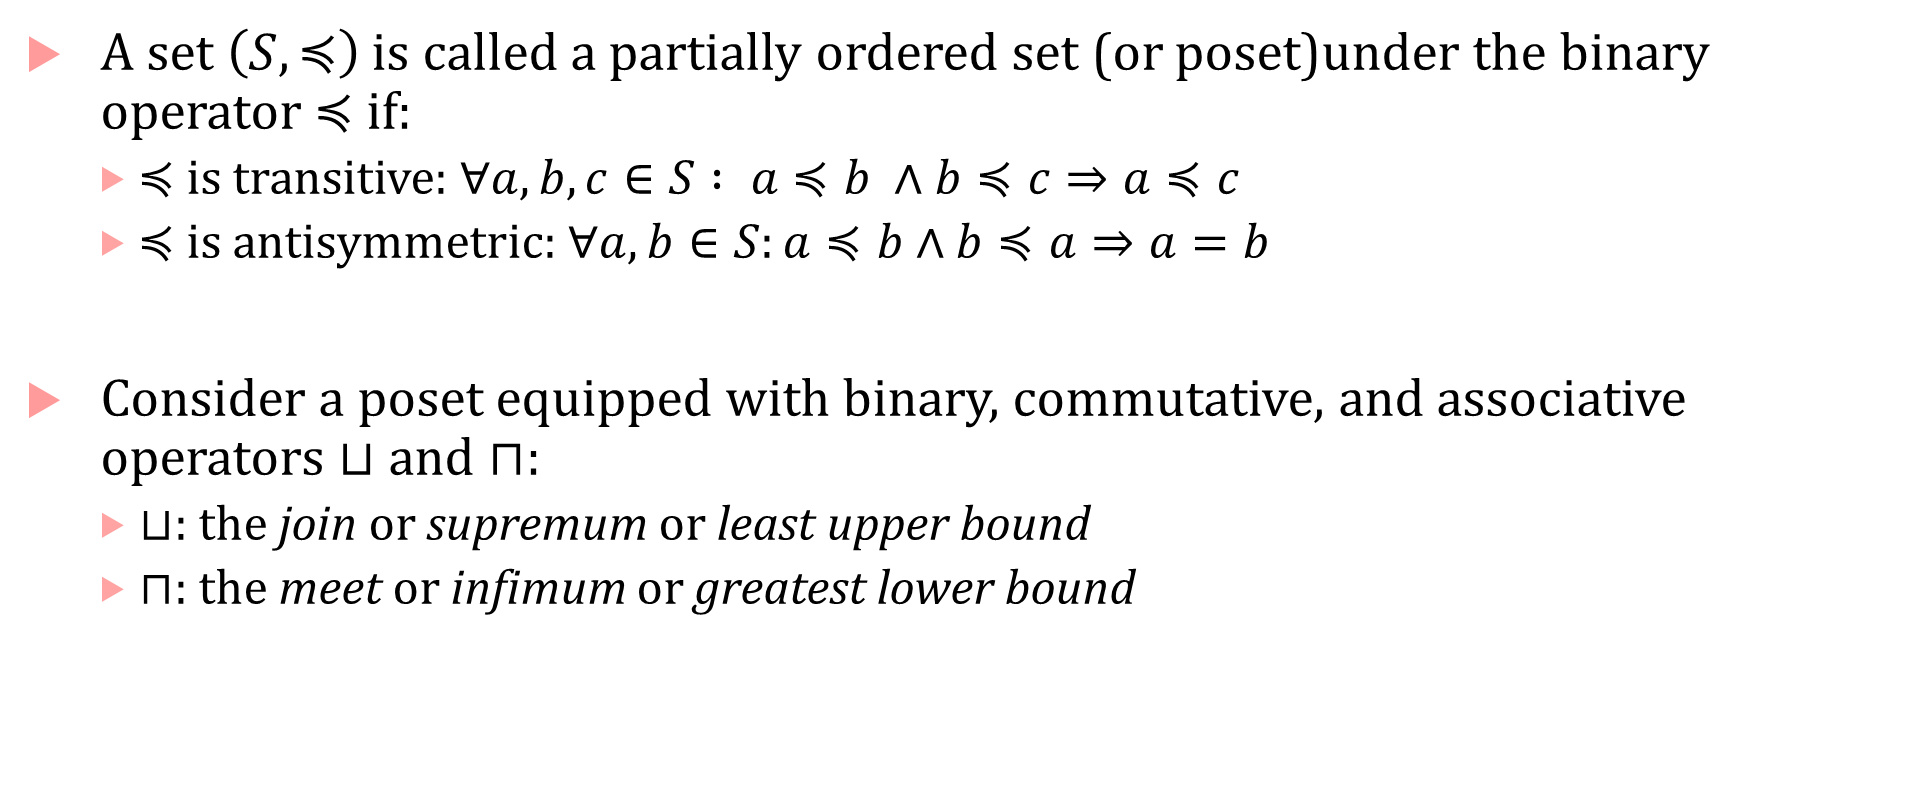 A set (𝑆, ≼) is called a partially ordered set (or poset)under the binary
operator ≼ if:
≼ is transitive: ∀𝑎, 𝑏, 𝑐 ∈ 𝑆 : 𝑎 ≼ 𝑏 ∧ 𝑏 ≼ 𝑐 ⇒ 𝑎 ≼ 𝑐
≼ is antisymmetric: ∀𝑎, 𝑏 ∈ 𝑆: 𝑎 ≼ 𝑏 ∧ 𝑏 ≼ 𝑎 ⇒ 𝑎 = 𝑏
Consider a poset equipped with binary, commutative, and associative
operators ⊔ and ⊓:
⊔: the join or supremum or least upper bound
⊓: the meet or infimum or greatest lower bound